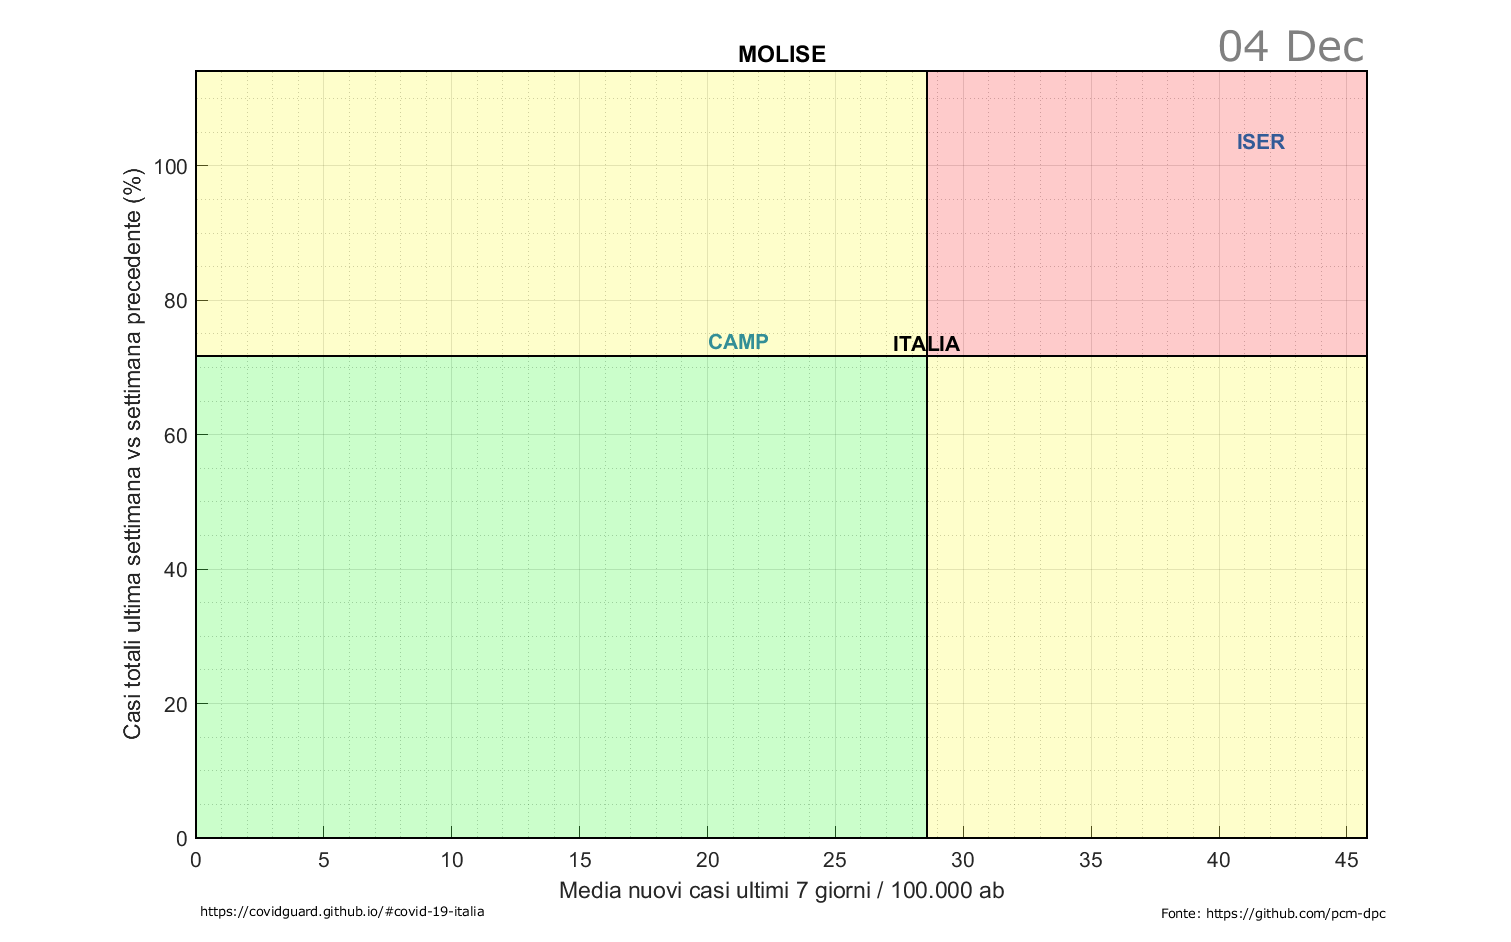 04 Dec
MOLISE
Casi totali ultima settimana vs settimana precedente (%)
100
80
60
40
20
0
ISER
CAMP
ITALIA
0 5 10 15 20 25 30 35 40 45
Media nuovi casi ultimi 7 giorni / 100.000 ab
https://covidguard.github.io/#covid-19-italia
Fonte: https://github.com/pcm-dpc